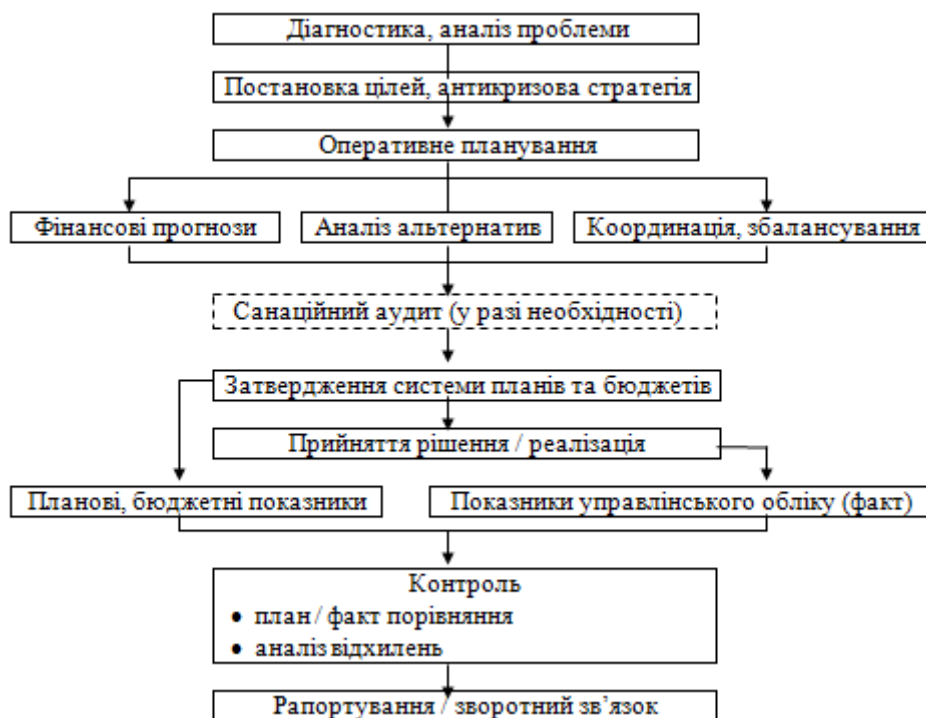 Діагностика, аналіз проблеми
Постановка цілей, антикризова стратегія
Оперативне планування
Фінансові прогнози
Аналіз альтернатив
Координація, збалансування
Санаційний аудит (у разі необхідності)
Затвердження системи планів та бюджетів
Прийняття рішення / реалізація
Планові, бюджетні показники
Показники управлінського обліку (факт)
Контроль
• план / факт порівняння
• аналіз відхилень
Рапортування / зворотний зв’язок